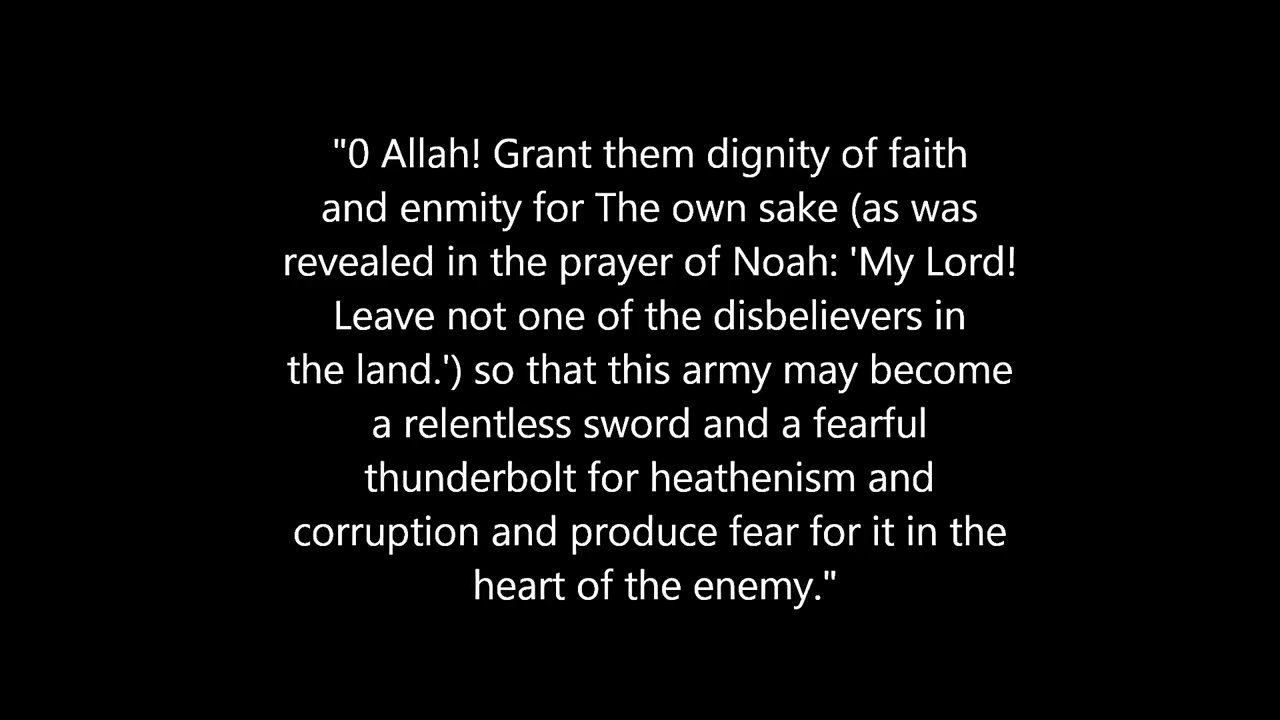 "0 Allah! Grant them dignity of faith
and enmity for The own sake (as was
revealed in the prayer of Noah: 'My Lord!
Leave not one of the disbelievers in
the land.') so that this army may become
a relentless sword and a fearful
thunderbolt for heathenism and
corruption and produce fear for it in the
heart of the enemy."